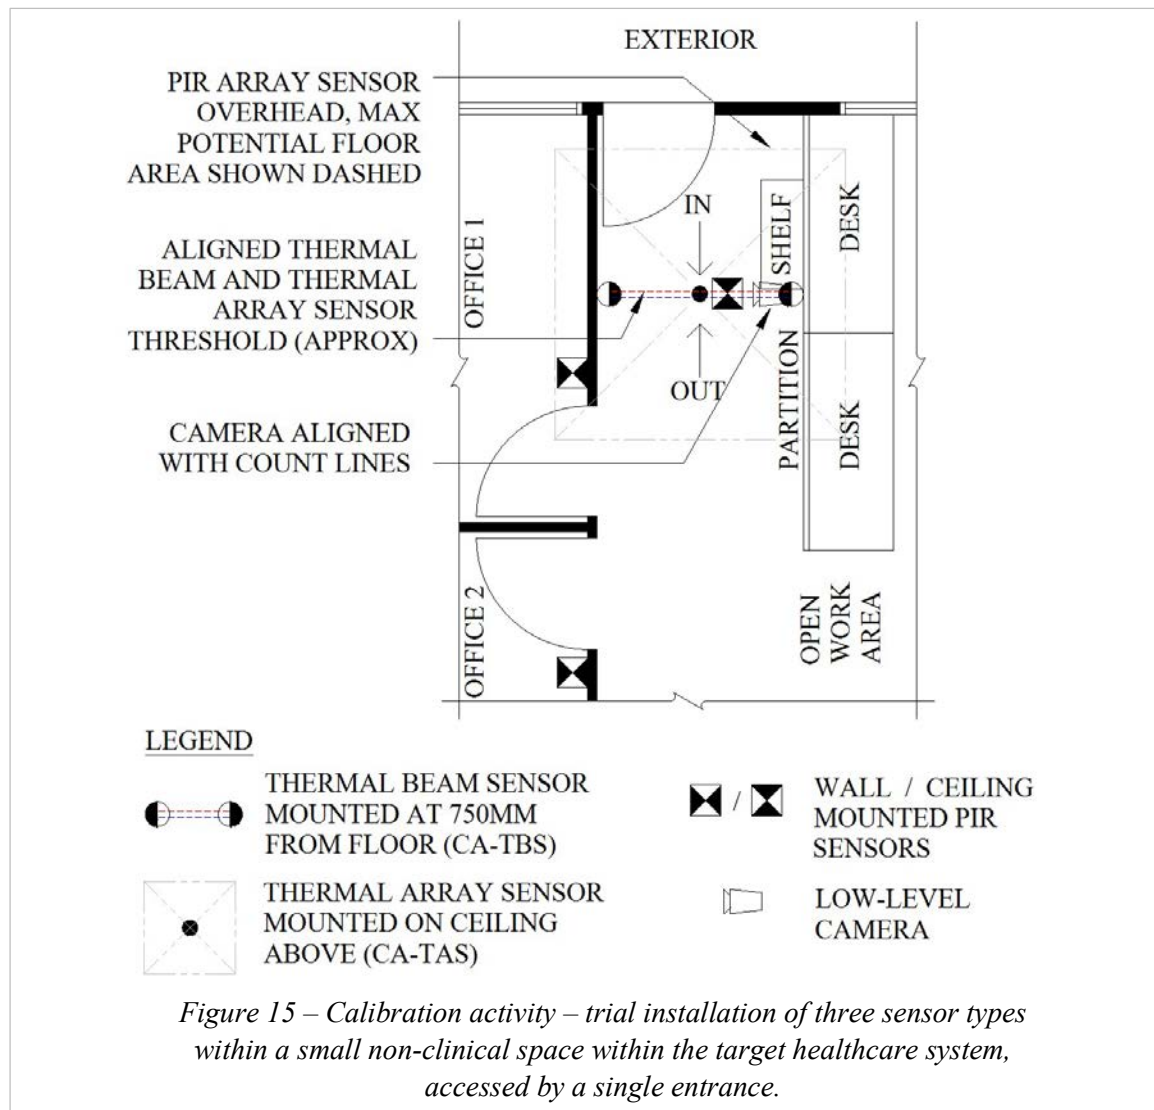 EXTERIOR
PIR ARRAY SENSOR
OVERHEAD, MAX
POTENTIAL FLOOR
AREA SHOWN DASHED
ALIGNED THERMAL
BEAM AND THERMAL
ARRAY SENSOR
THRESHOLD (APPROX)
CAMERA ALIGNED
WITH COUNT LINES
OFFICE 1
IN
SHELF
DESK
OUT
PARTITION
DESK
OFFICE 2
OPEN
WORK
AREA
LEGEND
THERMAL BEAM SENSOR
MOUNTED AT 750MM
FROM FLOOR (CA-TBS)
THERMAL ARRAY SENSOR
MOUNTED ON CEILING
ABOVE (CA-TAS)
/
WALL / CEILING
MOUNTED PIR
SENSORS
LOW-LEVEL
CAMERA
Figure 15 – Calibration activity – trial installation of three sensor types
within a small non-clinical space within the target healthcare system,
accessed by a single entrance.